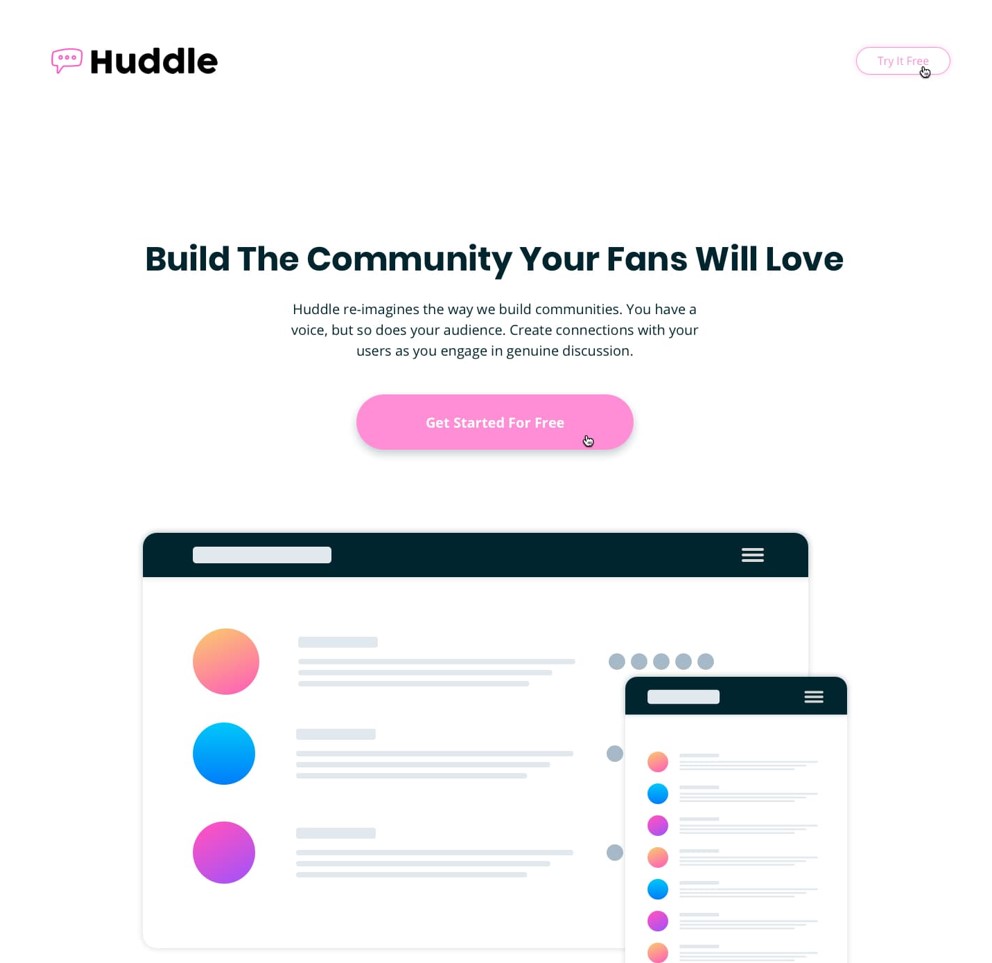 Huddle
Try It Free
Build The Community Your Fans Will Love
Huddle re-imagines the way we build communities. You have a
voice, but so does your audience. Create connections with your
users as you engage in genuine discussion.
Get Started For Free